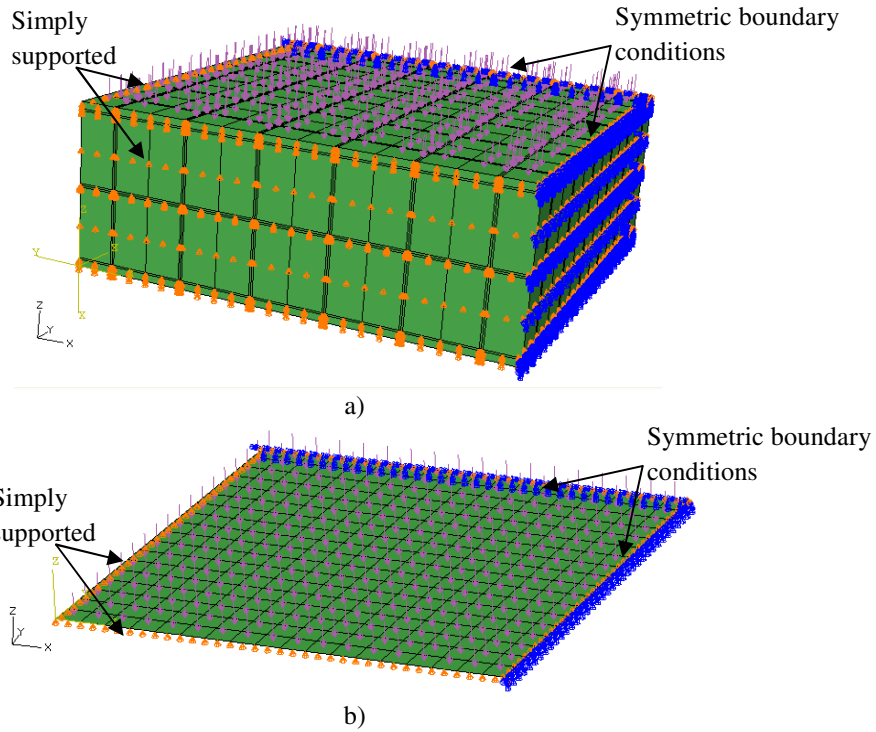 Simply
supported
Symmetric boundary
conditions
Z
Y
X
Y
Z
X
a)
Symmetric boundary
conditions
Simply
supported
Z
Z
Y
X
b)